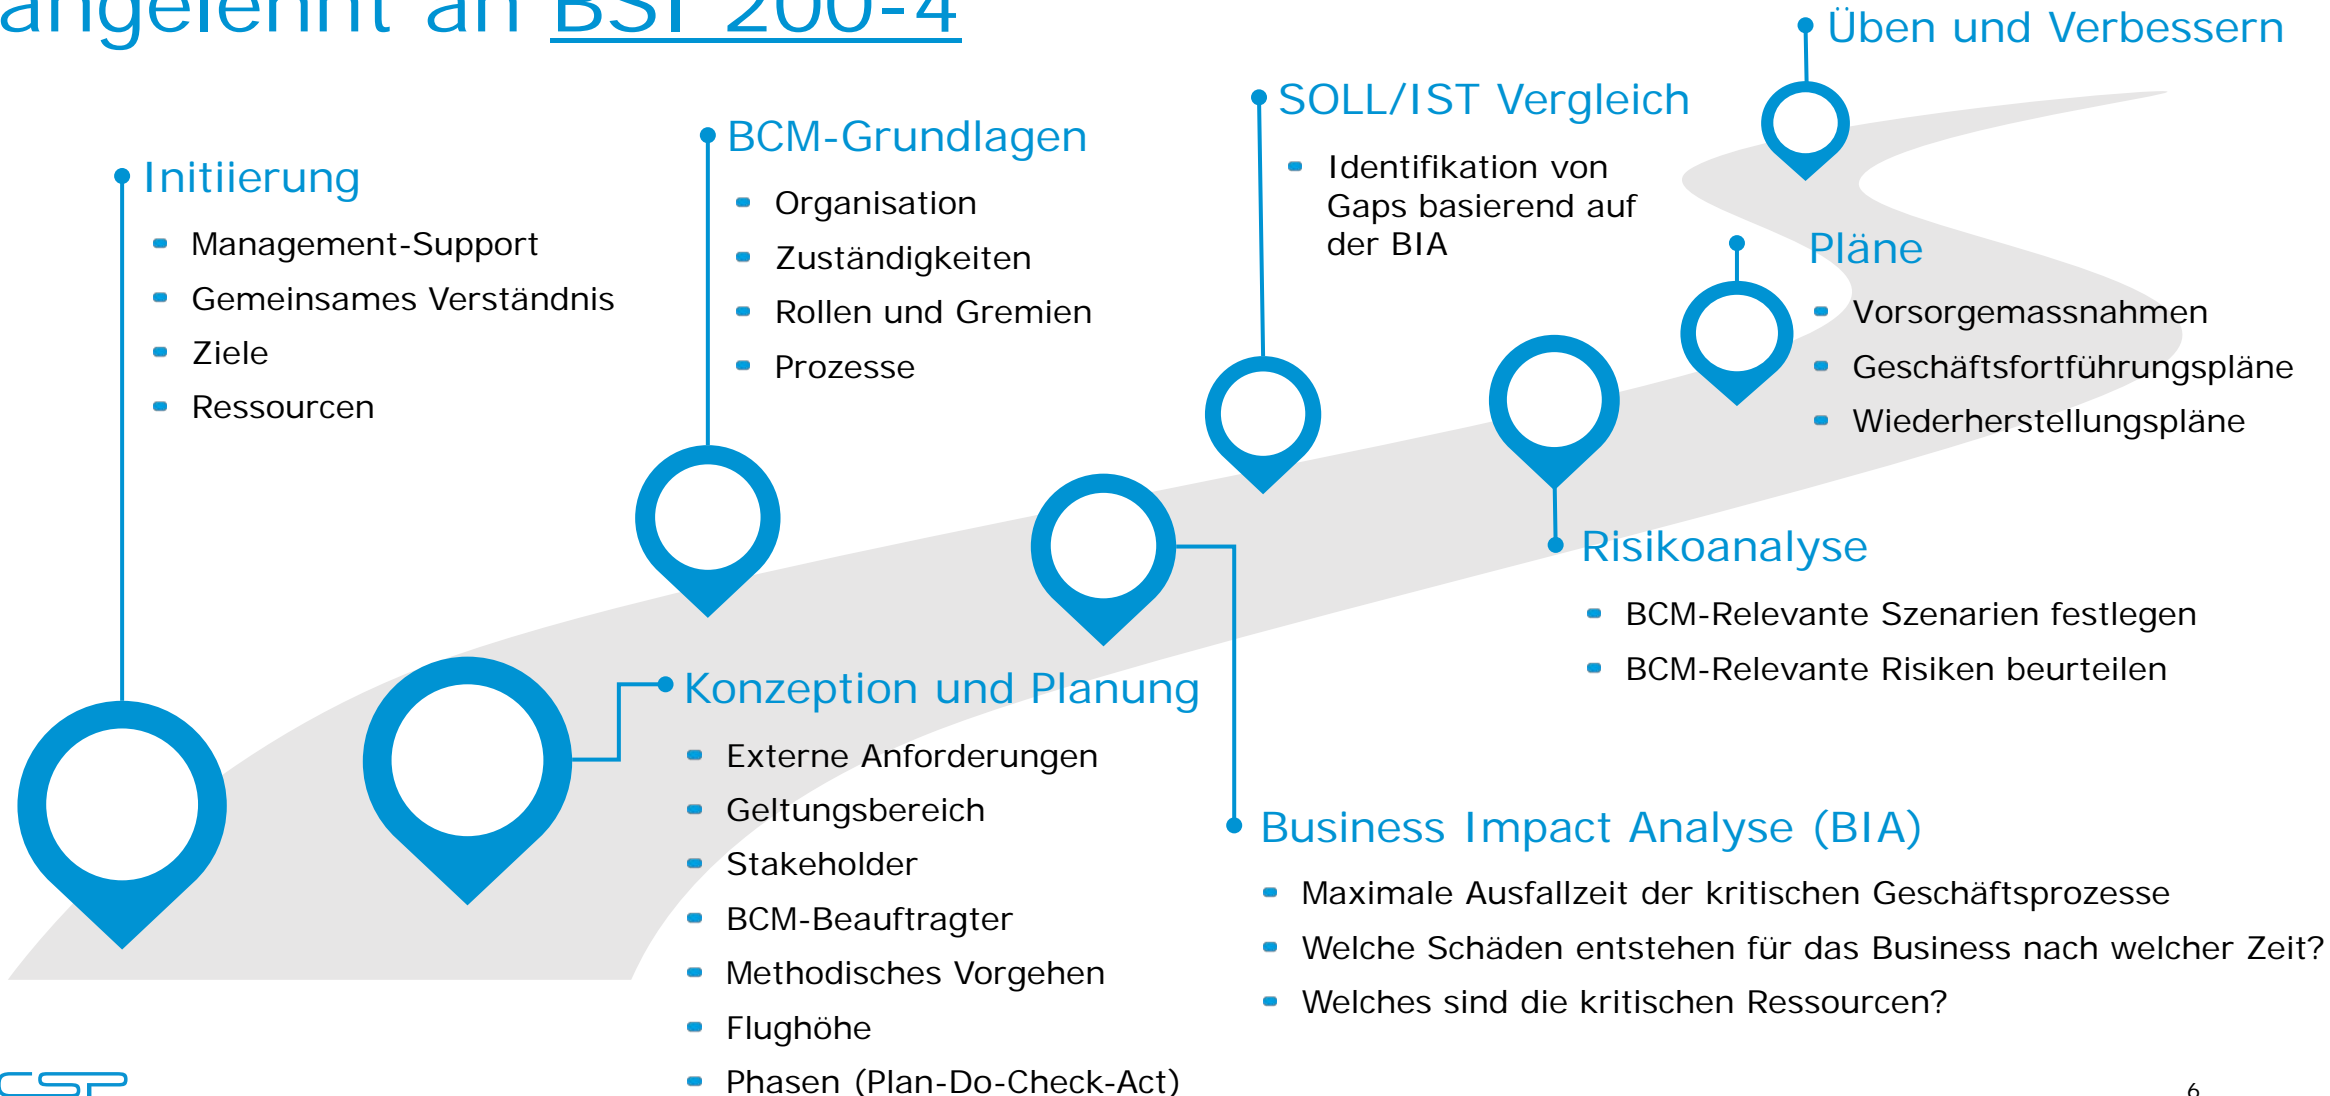 angelehnt an BSI 200-4
Initiierung
Management-Support
Gemeinsames Verständnis
Ziele
Ressourcen
Konzeption und Planung
Externe Anforderungen
Geltungsbereich
Stakeholder
BCM-Beauftragter
Methodisches Vorgehen
Flughöhe
Phasen (Plan-Do-Check-Act)
BCM-Grundlagen
Organisation
Zuständigkeiten
Rollen und Gremien
Prozesse
Business Impact Analyse (BIA)
Maximale Ausfallzeit der kritischen Geschäftsprozesse
Welche Schäden entstehen für das Business nach welcher Zeit?
Welches sind die kritischen Ressourcen?
SOLL/IST Vergleich
Identifikation von
Gaps basierend auf
der BIA
Risikoanalyse
BCM-Relevante Szenarien festlegen
BCM-Relevante Risiken beurteilen
Pläne
Vorsorgemassnahmen
Geschäftsfortführungspläne
Wiederherstellungspläne
Üben und Verbessern
CSP
6